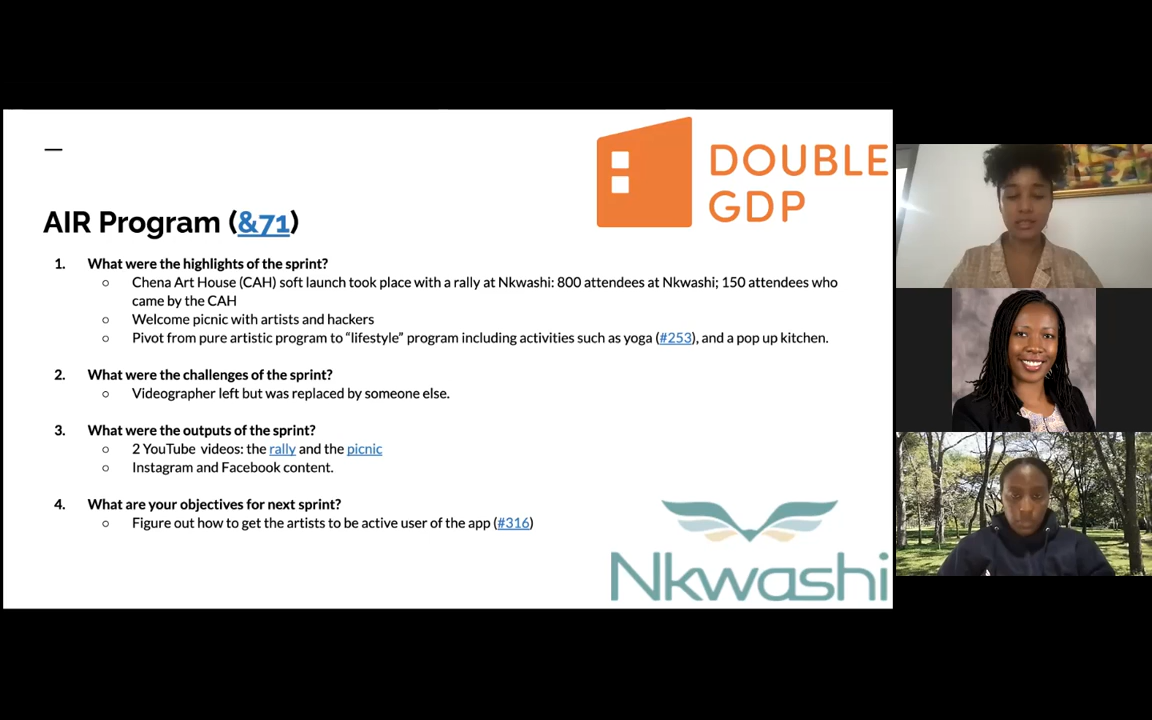 DOUBLE
GDP
AIR Program (&71)
1. What were the highlights of the sprint?
○ Chena Art House (CAH) soft launch took place with a rally at Nkwashi: 800 attendees at Nkwashi; 150 attendees who
came by the CAH
○ Welcome picnic with artists and hackers
○ Pivot from pure artistic program to “lifestyle” program including activities such as yoga (#253), and a pop up kitchen.
2. What were the challenges of the sprint?
○ Videographer left but was replaced by someone else.
3. What were the outputs of the sprint?
○ 2 YouTube videos: the rally and the picnic
○ Instagram and Facebook content.
4. What are your objectives for next sprint?
○ Figure out how to get the artists to be active user of the app (#316)
Nkwashi